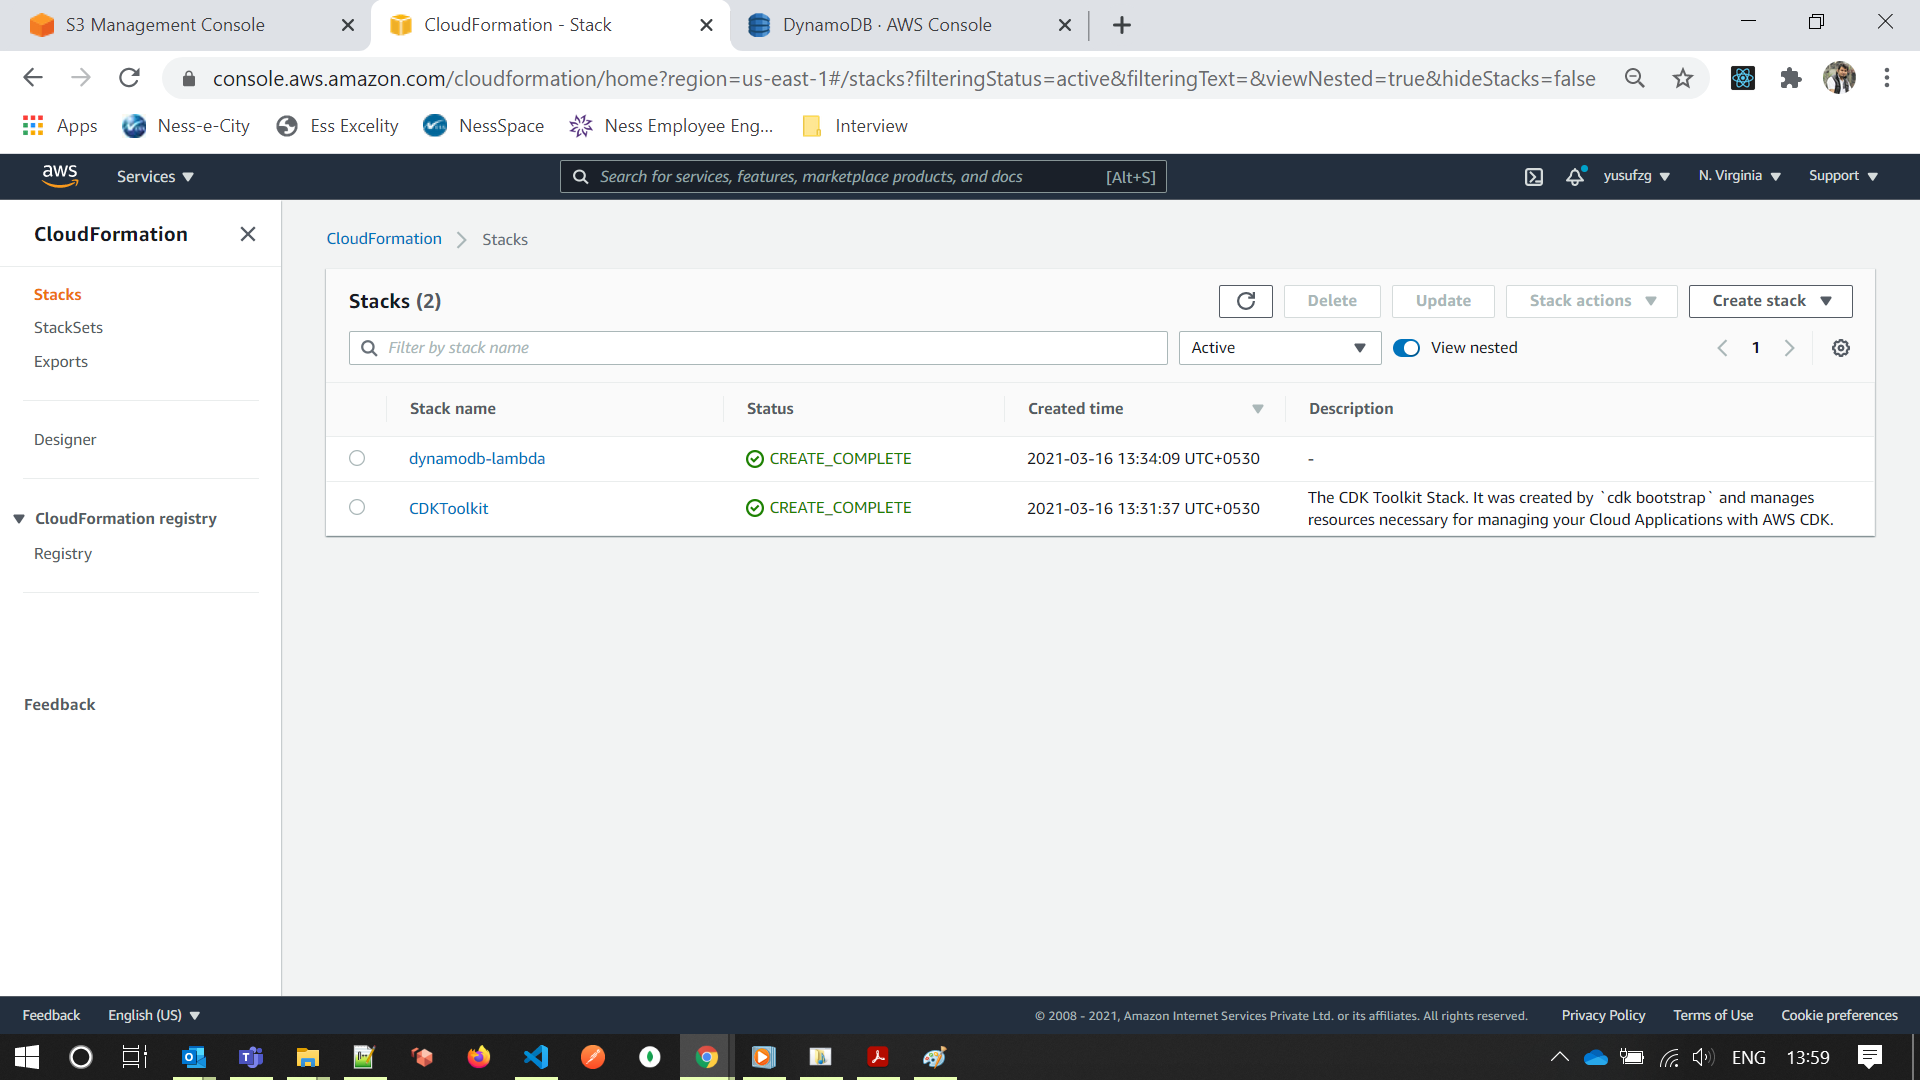 S3 Management Console
CloudFormation - Stack
DynamoDB · AWS Console
console.aws.amazon.com/cloudformation/home?region=us-east-1#/stacks?filteringStatus=active&filteringText=&viewNested=true&hideStacks=false
Apps
Ness-e-City
Ess Excelity
NessSpace
Ness Employee Eng...
Interview
aws
Services
Search for services, features, marketplace products, and docs
[Alt+S]
yusufzg
N. Virginia
Support
CloudFormation
Stacks
StackSets
Exports
Designer
CloudFormation registry
Registry
Feedback
CloudFormation
Stacks
Stacks (2)
Delete
Update
Stack actions
Create stack
Filter by stack name
Active
View nested
1
Stack name
Status
Created time
Description
dynamodb-lambda
CREATE_COMPLETE
2021-03-16 13:34:09 UTC+0530
-
CDKToolkit
CREATE_COMPLETE
2021-03-16 13:31:37 UTC+0530
The CDK Toolkit Stack. It was created by `cdk bootstrap` and manages
resources necessary for managing your Cloud Applications with AWS CDK.
Feedback
English (US)
© 2008 - 2021, Amazon Internet Services Private Ltd. or its affiliates. All rights reserved.
Privacy Policy
Terms of Use
Cookie preferences
ENG
13:59